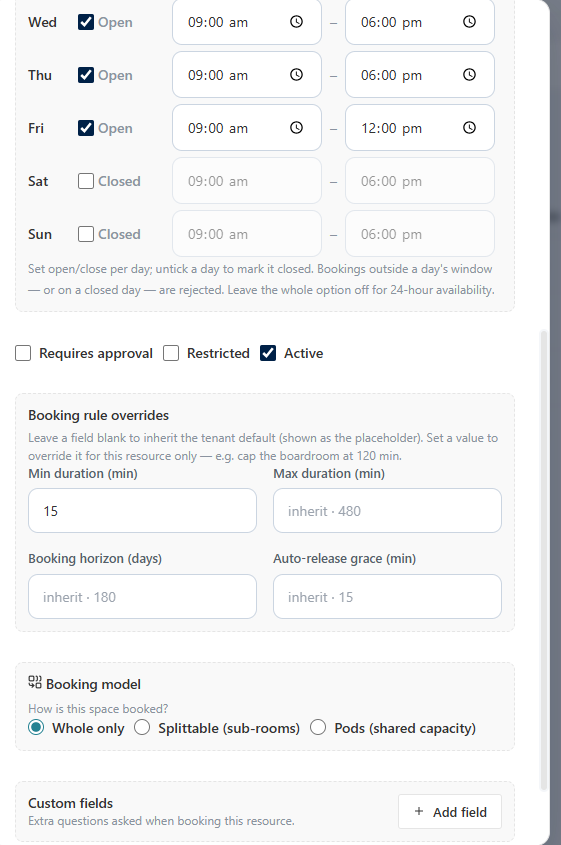 Wed Open 09:00 am – 06:00 pm
Thu Open 09:00 am – 06:00 pm
Fri Open 09:00 am – 12:00 pm
Sat Closed 09:00 am – 06:00 pm
Sun Closed 09:00 am – 06:00 pm
Set open/close per day; untick a day to mark it closed. Bookings outside a day's window
— or on a closed day — are rejected. Leave the whole option off for 24-hour availability.
Requires approval Restricted Active
Booking rule overrides
Leave a field blank to inherit the tenant default (shown as the placeholder). Set a value to
override it for this resource only — e.g. cap the boardroom at 120 min.
Min duration (min) Max duration (min)
15 inherit · 480
Booking horizon (days) Auto-release grace (min)
inherit · 180 inherit · 15
Booking model
How is this space booked?
Whole only Splittable (sub-rooms) Pods (shared capacity)
Custom fields
Extra questions asked when booking this resource.
+ Add field